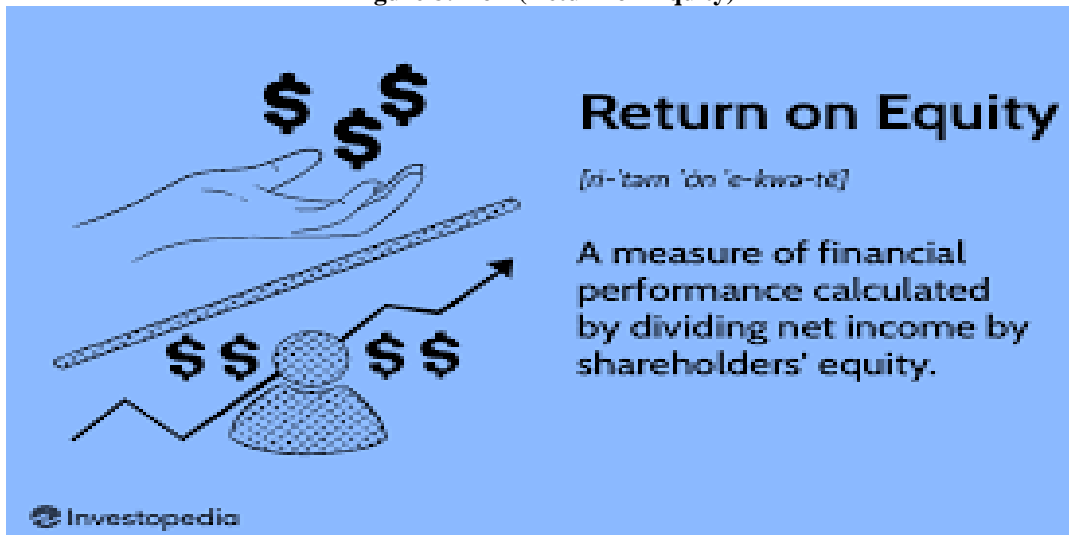 Return on Equity
A measure of financial
performance calculated
by dividing net income by
shareholders' equity.
$ $ $
$ $ $ $
Investopedia